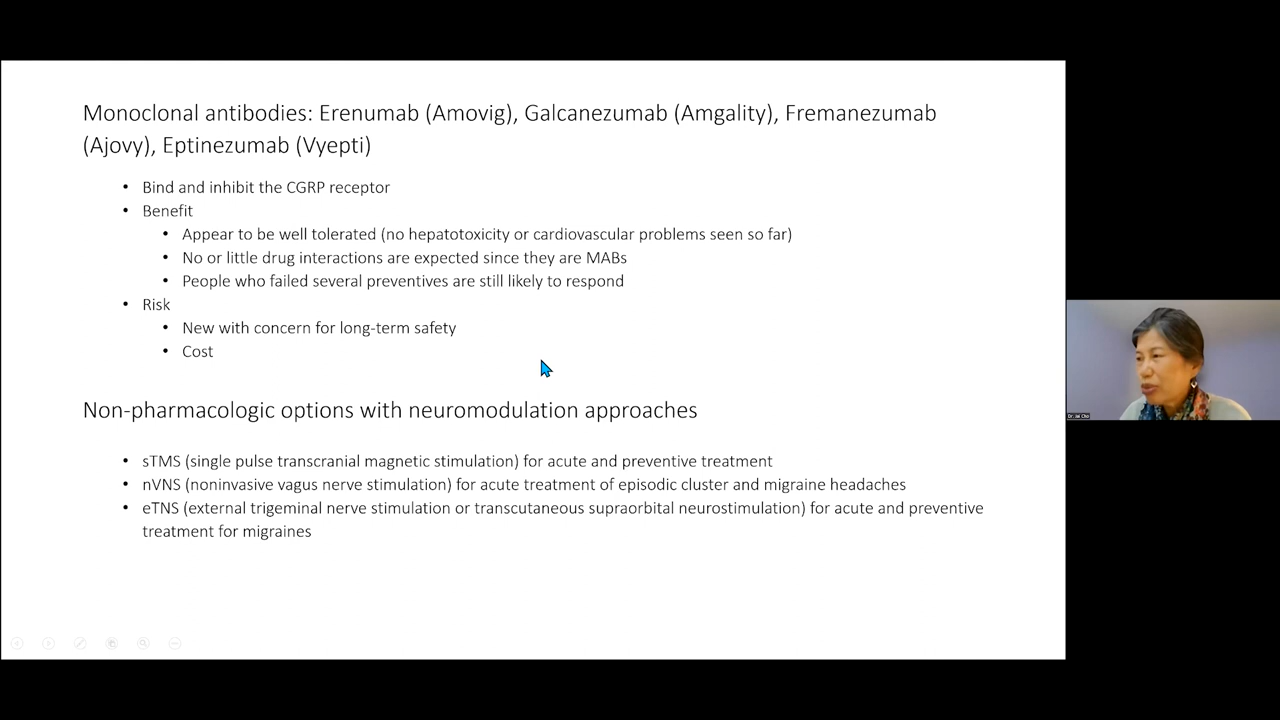 Monoclonal antibodies: Erenumab (Amovig), Galcanezumab (Amgality), Fremanezumab
(Ajovy), Eptinezumab (Vyepti)
• Bind and inhibit the CGRP receptor
• Benefit
• Appear to be well tolerated (no hepatotoxicity or cardiovascular problems seen so far)
• No or little drug interactions are expected since they are MABs
• People who failed several preventives are still likely to respond
• Risk
• New with concern for long-term safety
• Cost
Non-pharmacologic options with neuromodulation approaches
• sTMS (single pulse transcranial magnetic stimulation) for acute and preventive treatment
• nVNS (noninvasive vagus nerve stimulation) for acute treatment of episodic cluster and migraine headaches
• eTNS (external trigeminal nerve stimulation or transcutaneous supraorbital neurostimulation) for acute and preventive
treatment for migraines